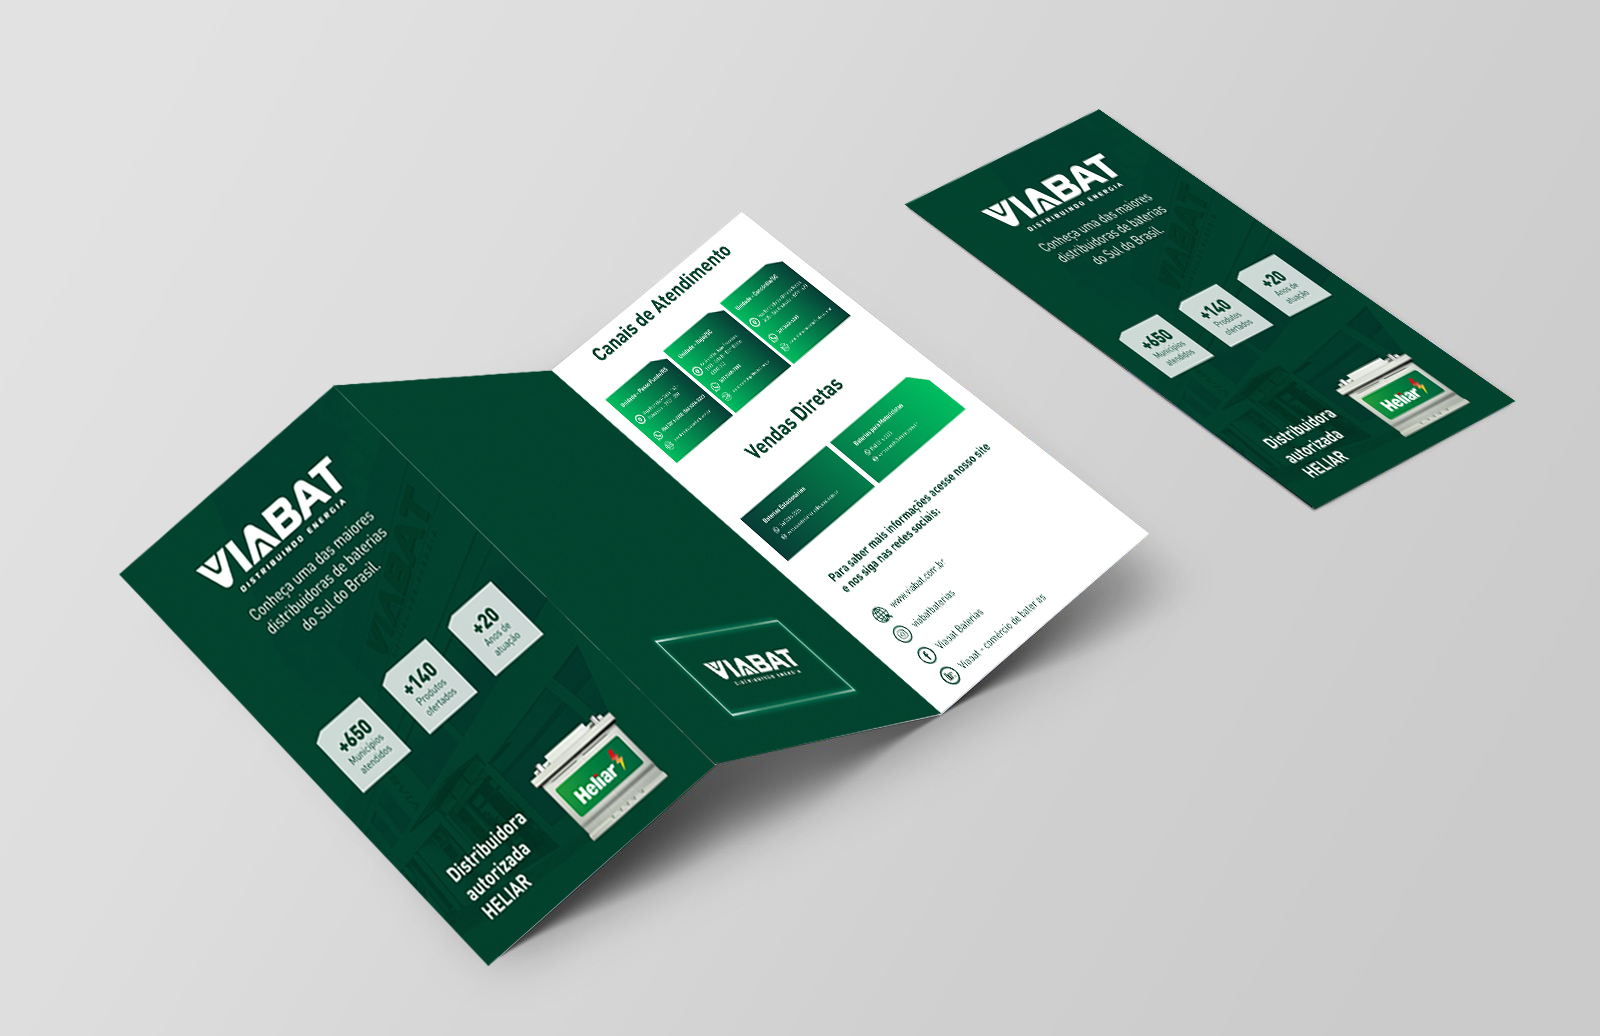 VIABAT
DISTRIBUINDO ENERGIA
Conheça uma das maiores
distribuidoras de baterias
do Sul do Brasil.
+650
Municípios
atendidos
+140
Produtos
ofertados
+20
Anos de
atuação
Heliar
Distribuidora
autorizada
HELIAR
VIABAT
DISTRIBUINDO ENERGIA
Canais de Atendimento
Unidade - Passo Fundo/RS
Unidade - Itajaí/SC
Unidade - Concórdia/SC
Vendas Diretas
Baterias Estacionárias
Baterias para Motocicletas
Para saber mais informações acesse nosso site
e nos siga nas redes sociais:
www.viabat.com.br
viabatbaterias
Viabat Baterias
Viabat - comércio de baterias
VIABAT
DISTRIBUINDO ENERGIA
Conheça uma das maiores
distribuidoras de baterias
do Sul do Brasil.
+650
Municípios
atendidos
+140
Produtos
ofertados
+20
Anos de
atuação
Heliar
Distribuidora
autorizada
HELIAR